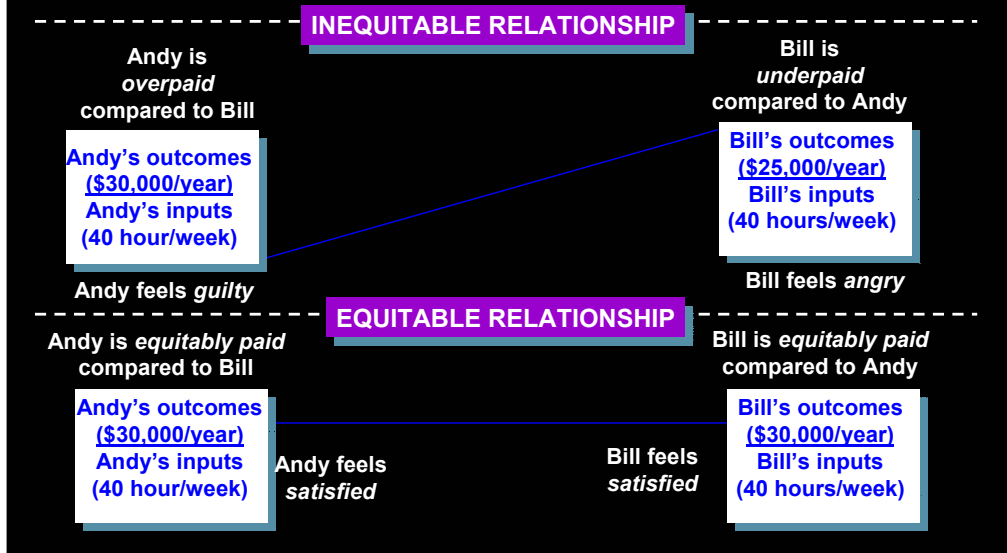 INEQUITABLE RELATIONSHIP
Andy is
overpaid
compared to Bill
Andy's outcomes
($30,000/year)
Andy's inputs
(40 hour/week)
Andy feels guilty
Bill is
underpaid
compared to Andy
Bill's outcomes
($25,000/year)
Bill's inputs
(40 hours/week)
Bill feels angry
EQUITABLE RELATIONSHIP
Andy is equitably paid
compared to Bill
Andy's outcomes
($30,000/year)
Andy's inputs
(40 hour/week)
Andy feels
satisfied
Bill is equitably paid
compared to Andy
Bill feels
satisfied
Bill's outcomes
($30,000/year)
Bill's inputs
(40 hours/week)